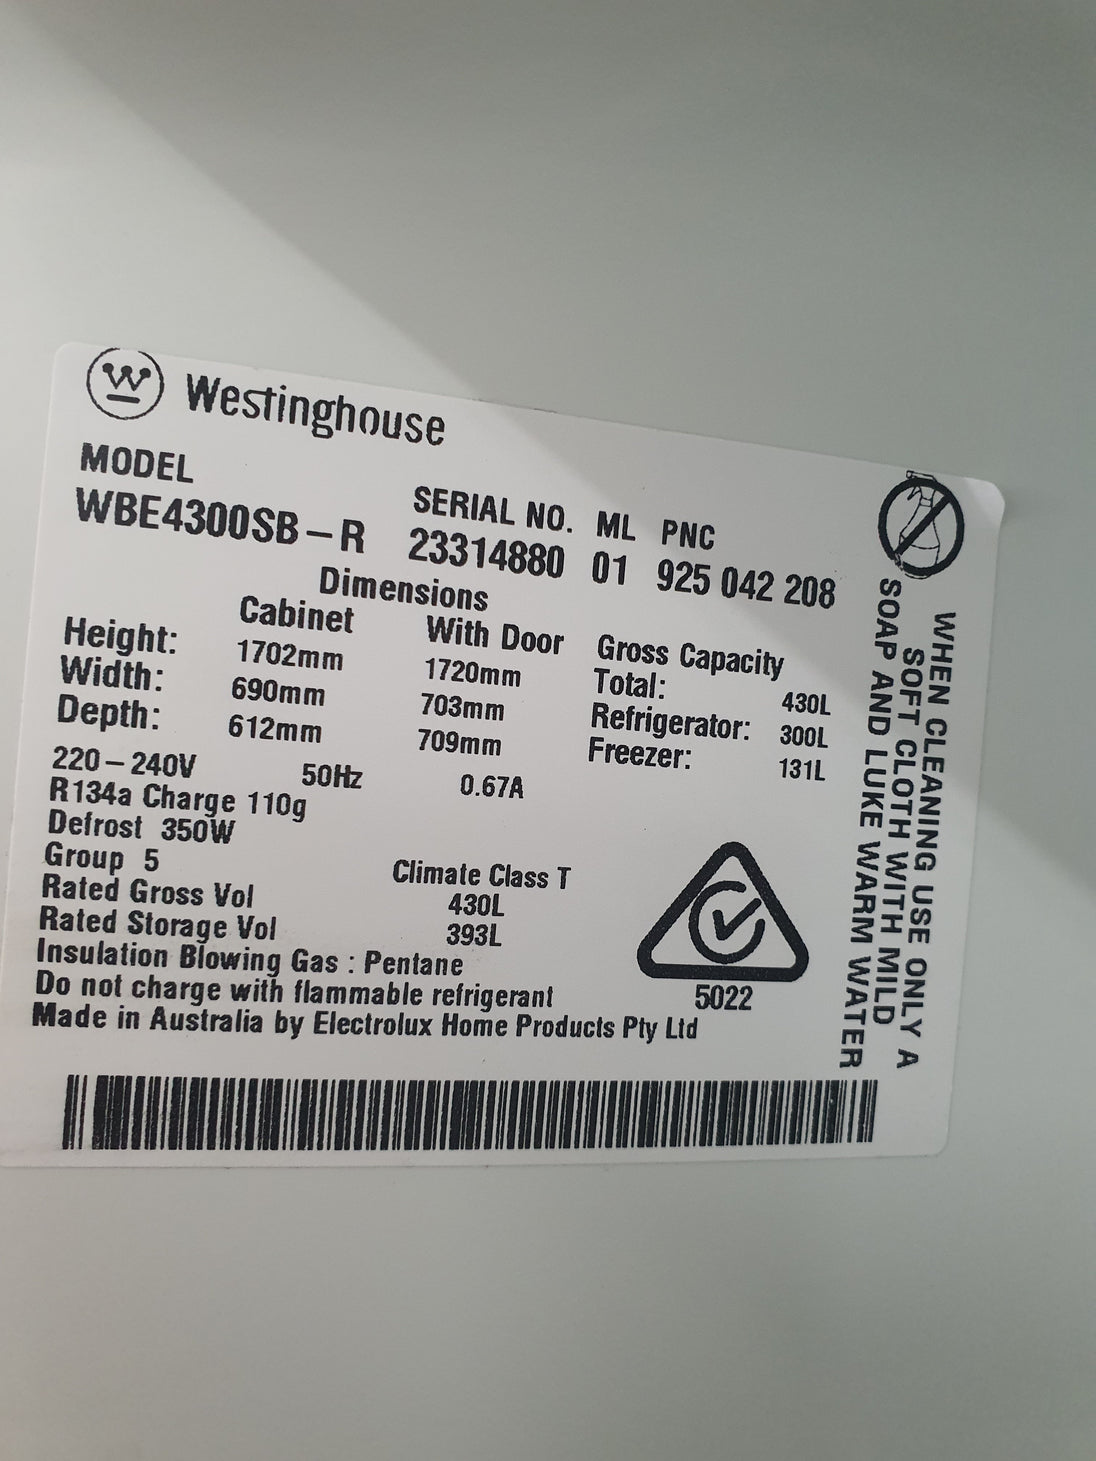 Westinghouse
MODEL
WBE4300SB-R
SERIAL NO. ML PNC
23314880 01 925 042 208
Dimensions
Cabinet With Door
Height: 1702mm 1720mm
Width: 690mm 703mm
Depth: 612mm 709mm
Gross Capacity
Total: 430L
Refrigerator: 300L
Freezer: 131L
220-240V 50Hz 0.67A
R134a Charge 110g
Defrost 350W
Group 5 Climate Class T
Rated Gross Vol 430L
Rated Storage Vol 393L
Insulation Blowing Gas : Pentane
Do not charge with flammable refrigerant
Made in Australia by Electrolux Home Products Pty Ltd
5022
WHEN CLEANING USE ONLY A
SOFT CLOTH WITH MILD
SOAP AND LUKE WARM WATER